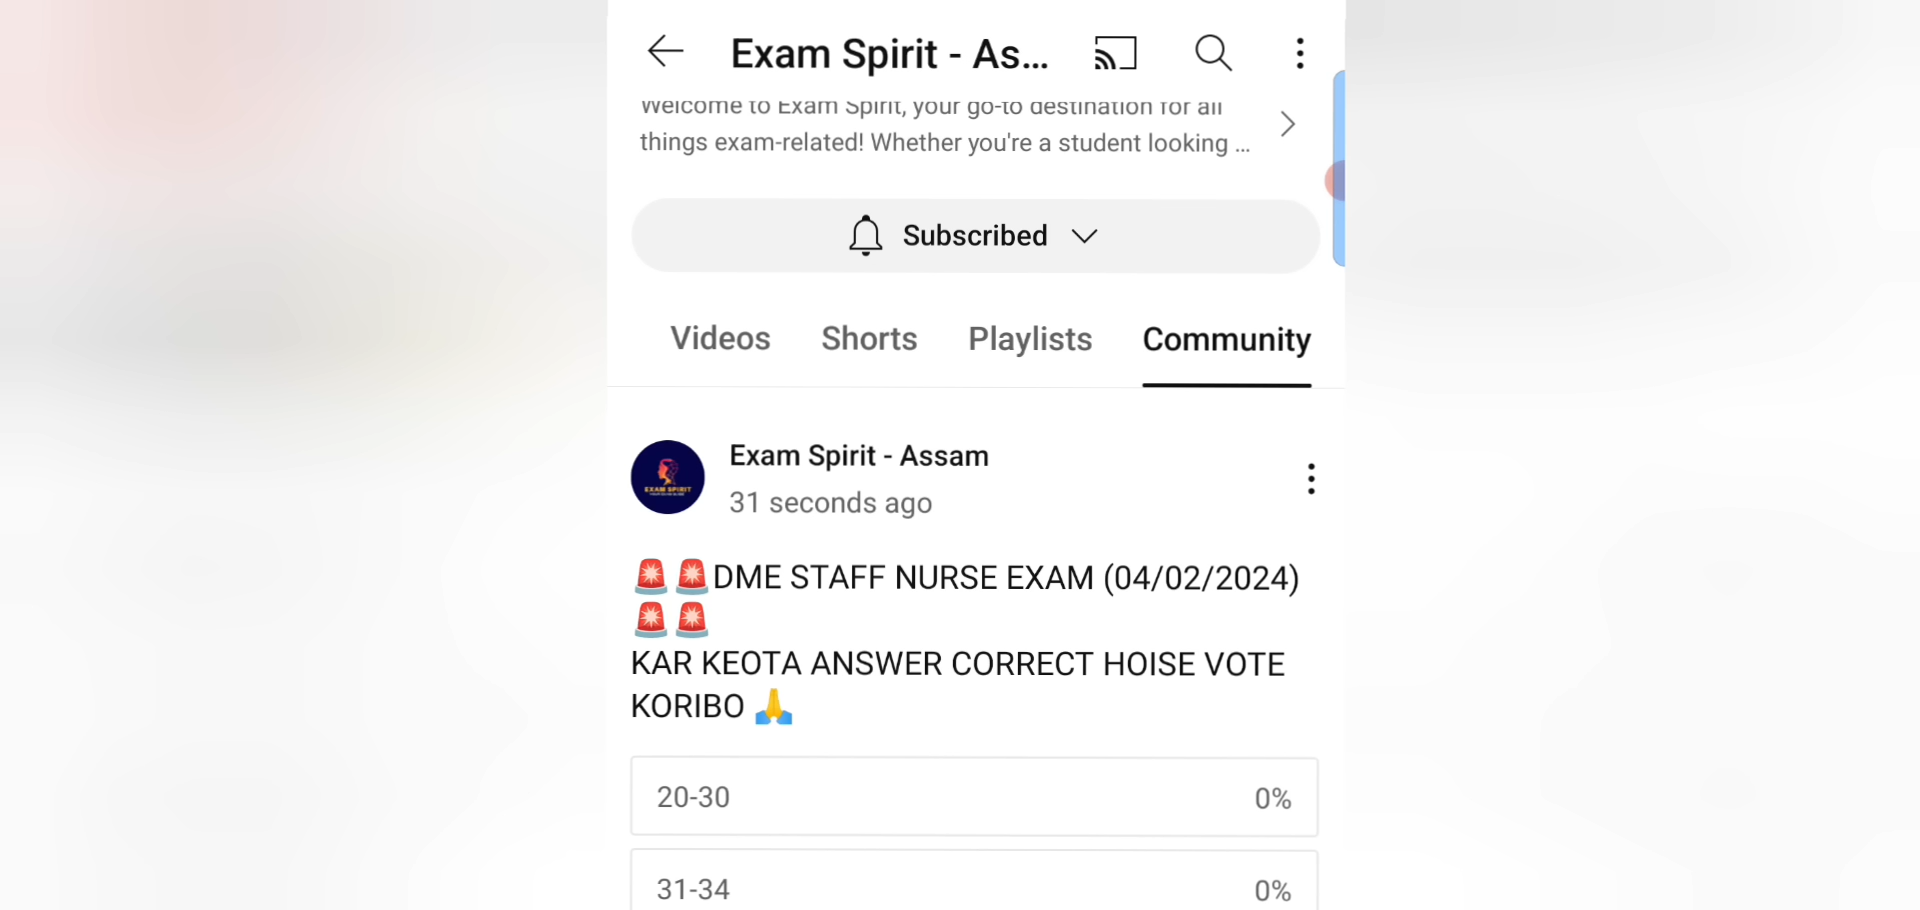 Exam Spirit - As...
Welcome to Exam Spirit, your go-to destination for all
things exam-related! Whether you're a student looking ...
Subscribed
Videos Shorts Playlists Community
Exam Spirit - Assam
31 seconds ago
EXAM SPIRIT
🚨🚨DME STAFF NURSE EXAM (04/02/2024)
🚨🚨
KAR KEOTA ANSWER CORRECT HOISE VOTE
KORIBO 🙏
20-30 0%
31-34 0%